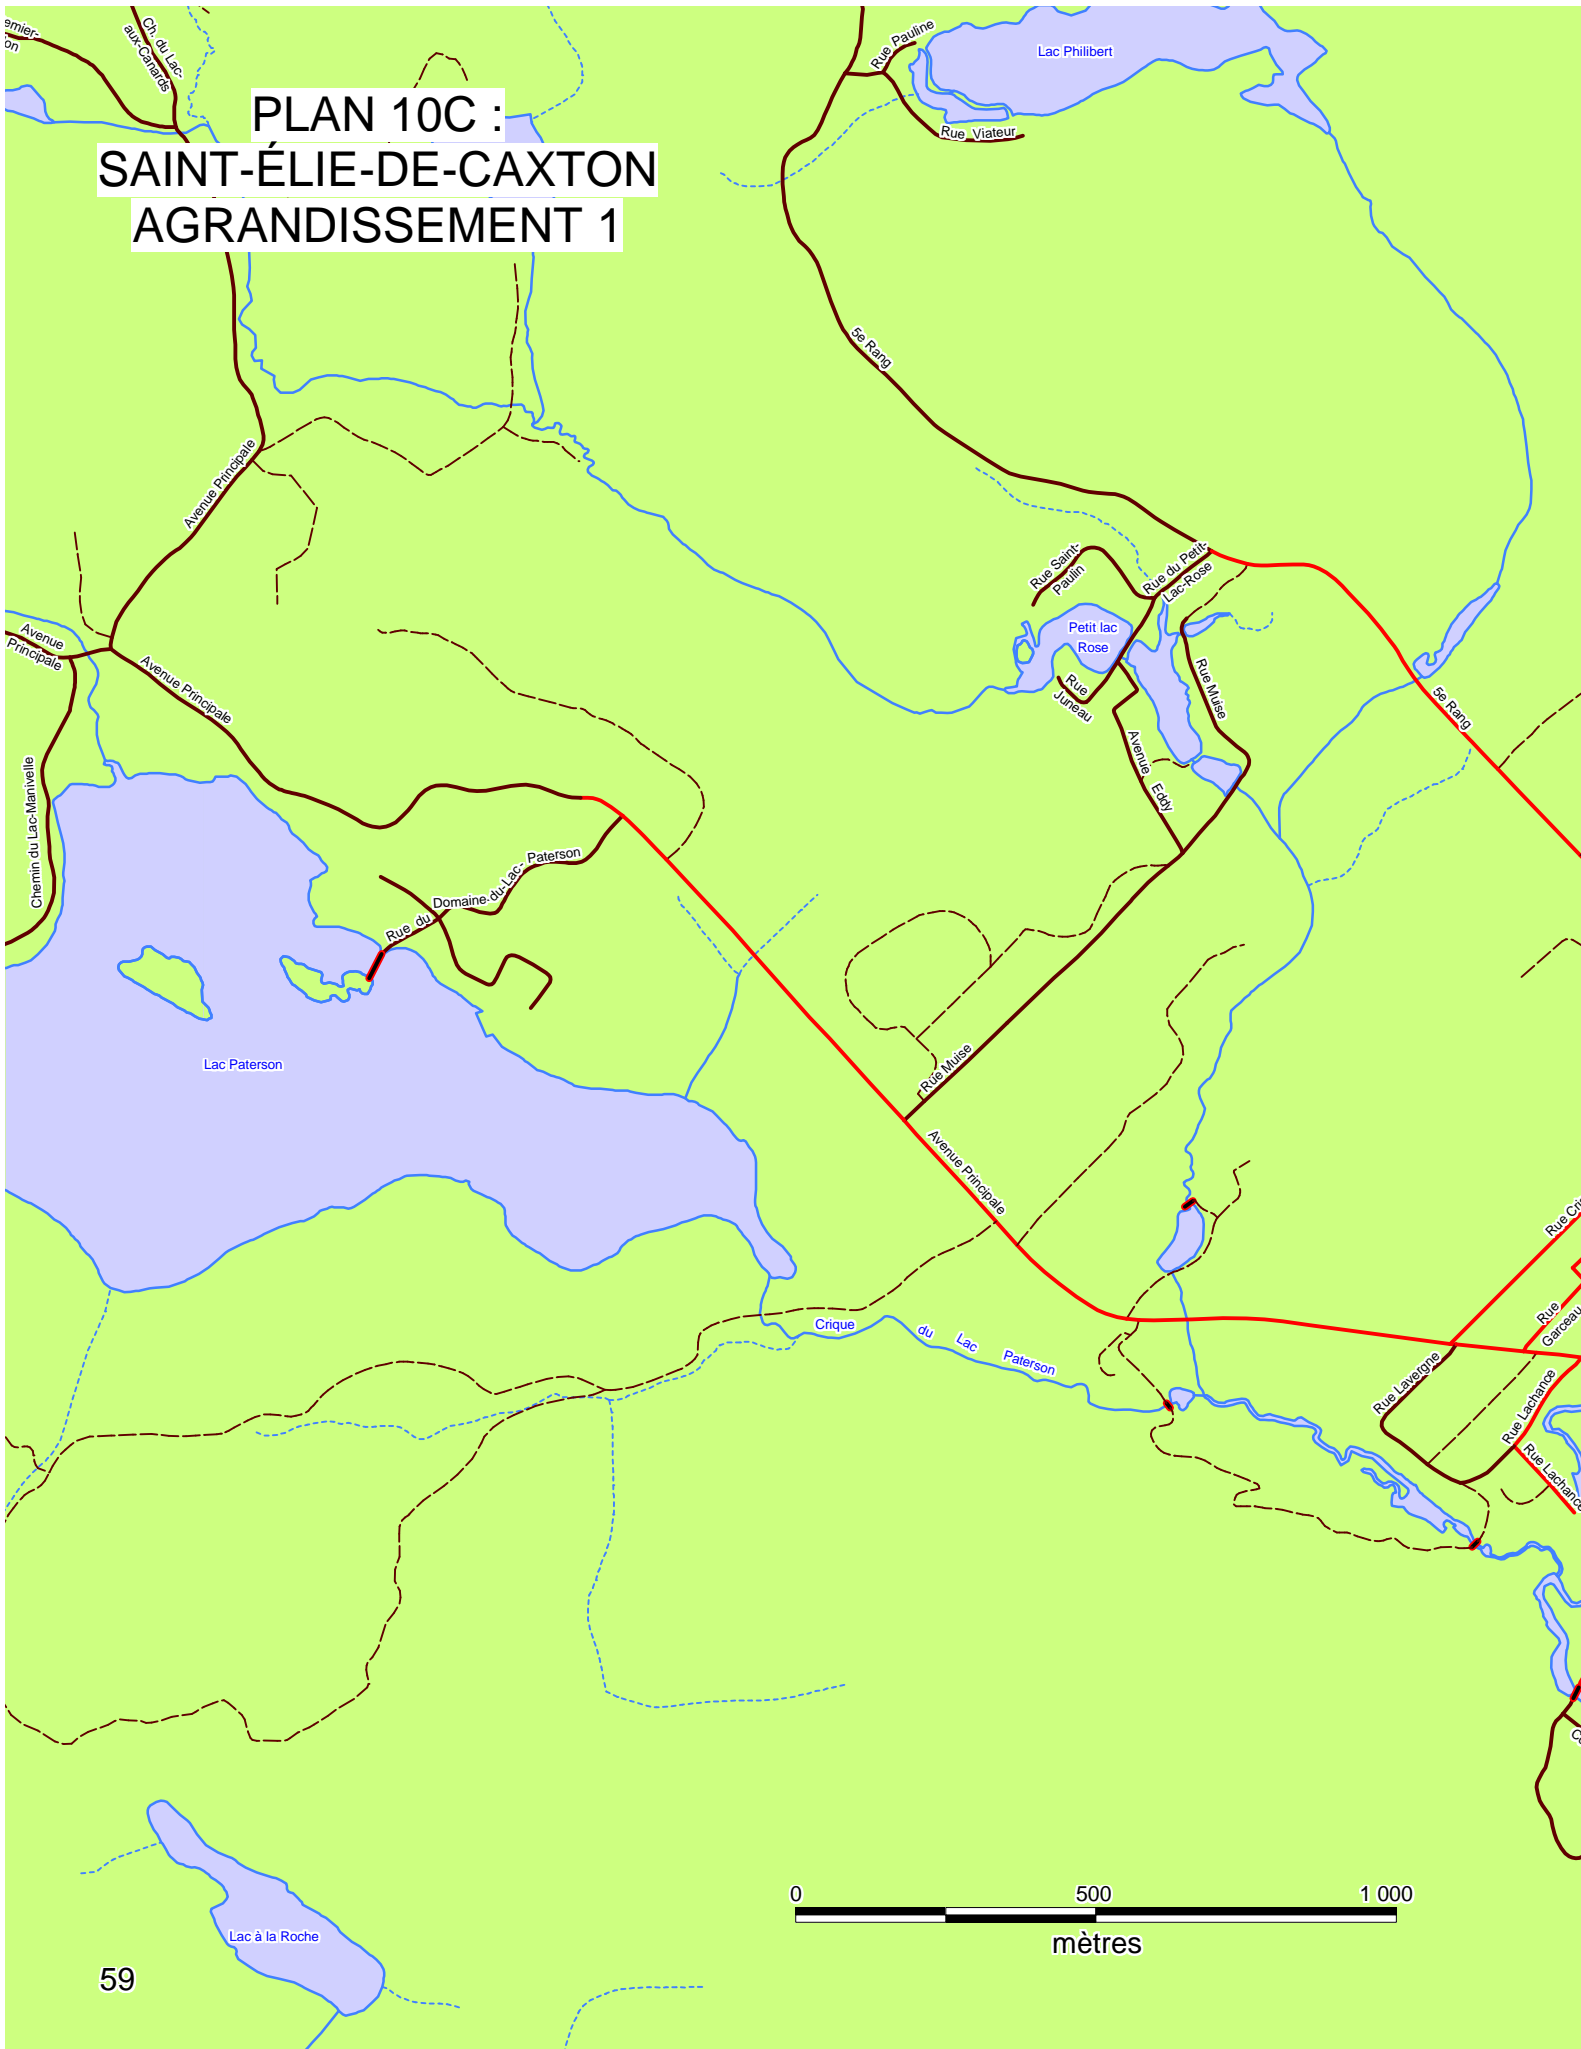 emier-
on
Ch. du Lac-
aux-Canards
PLAN 10C :
SAINT-ÉLIE-DE-CAXTON
AGRANDISSEMENT 1
Rue Pauline
Rue Viateur
Lac Philibert
5e Rang
Avenue Principale
Rue Saint-
Paulin
Rue du Petit-
Lac-Rose
Petit lac
Rose
Rue
Juneau
Rue Muise
Avenue Eddy
5e Rang
Avenue
Principale
Avenue Principale
Chemin du Lac-Manivelle
Rue du Domaine-du-Lac-Paterson
Lac Paterson
Rue Muise
Avenue Principale
Rue Cri
Rue
Garceau
Crique du Lac Paterson
Rue Lavergne
Rue Lachance
Rue Lachance
Lac à la Roche
0 500 1 000
mètres
59